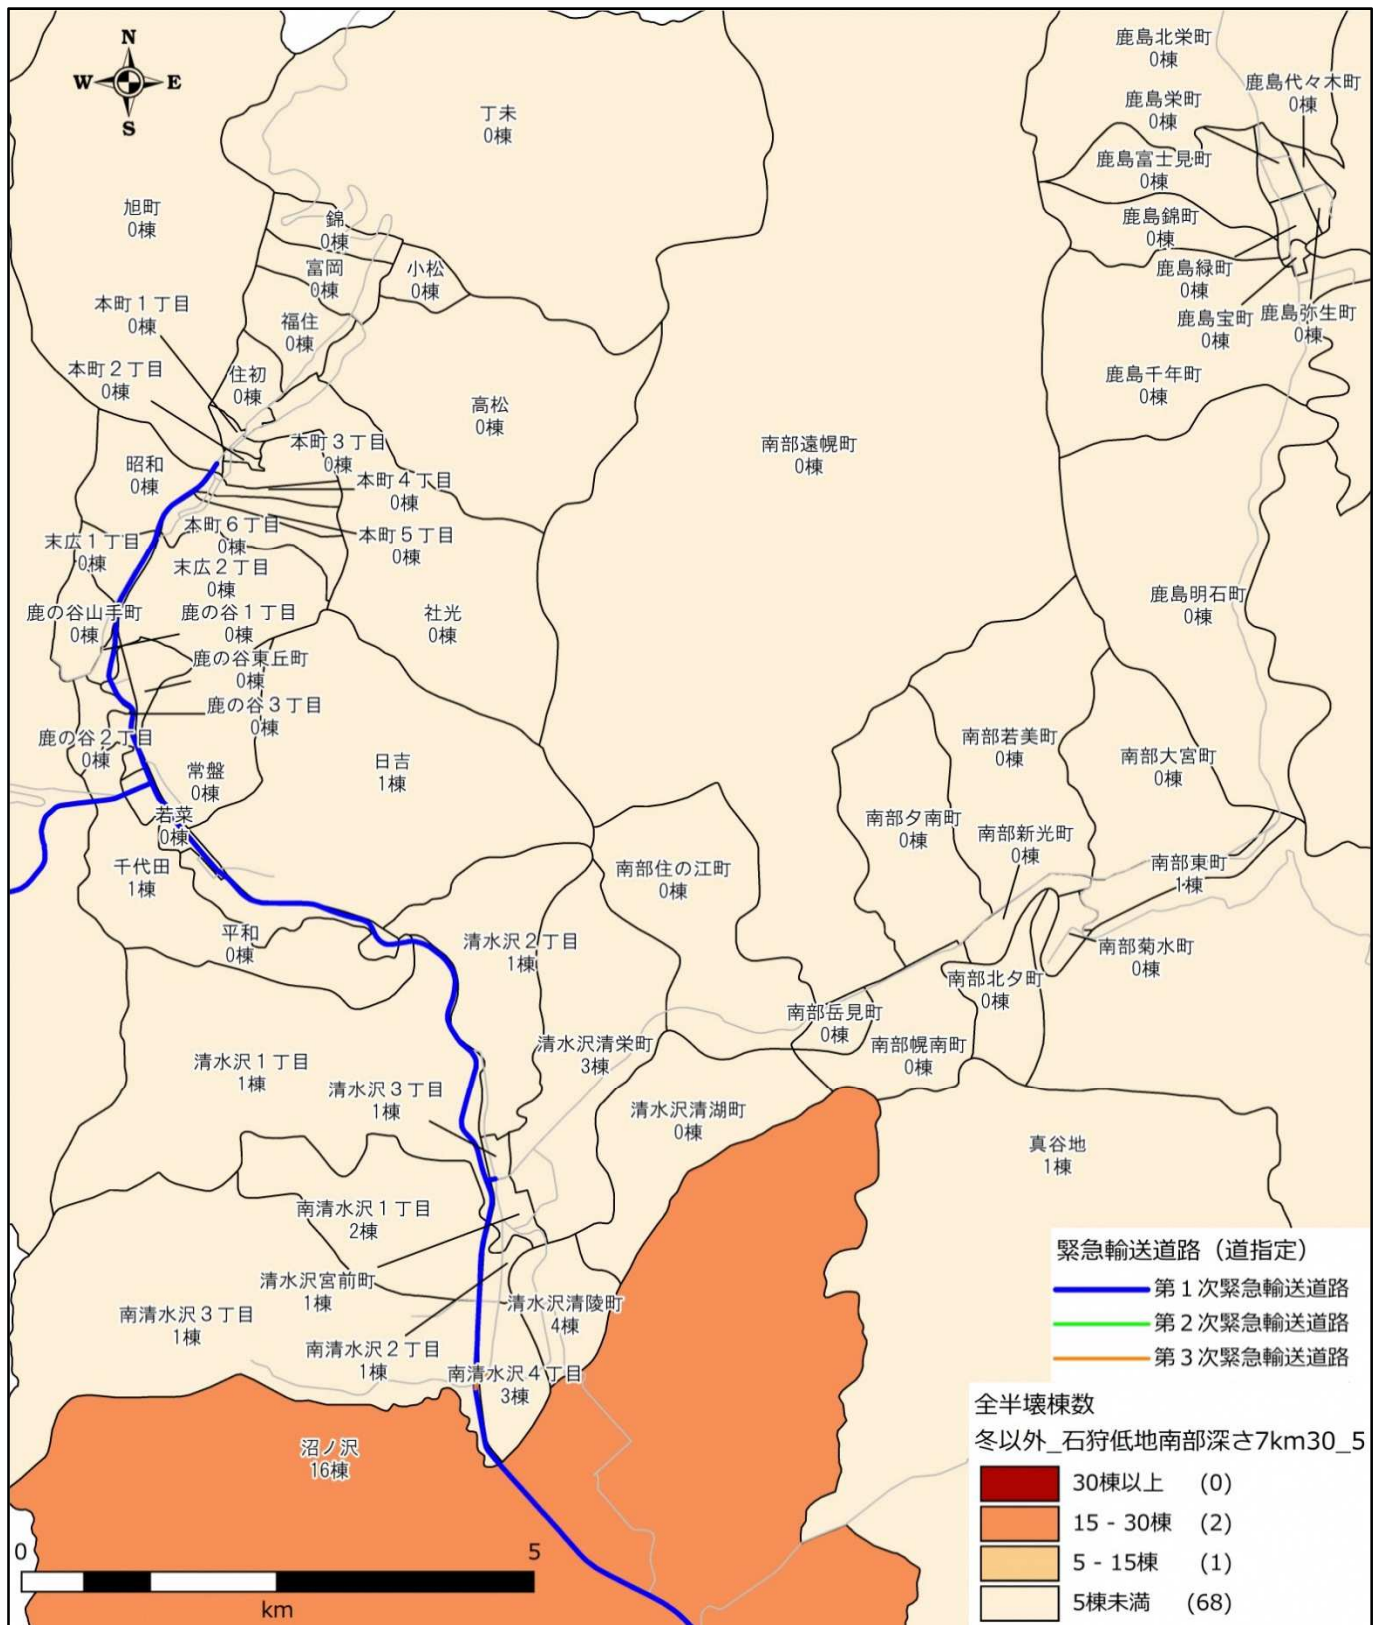 N
W
E
S
鹿島北栄町
0棟
鹿島代々木町
0棟
鹿島栄町
0棟
丁未
0棟
鹿島富士見町
0棟
旭町
0棟
錦
0棟
鹿島錦町
0棟
富岡
0棟
小松
0棟
鹿島緑町
0棟
本町１丁目
0棟
福住
0棟
鹿島宝町
0棟
鹿島弥生町
0棟
本町２丁目
0棟
住初
0棟
鹿島千年町
0棟
高松
0棟
本町３丁目
0棟
南部遠幌町
0棟
昭和
0棟
本町４丁目
0棟
本町６丁目
0棟
本町５丁目
0棟
末広１丁目
0棟
末広２丁目
0棟
鹿島明石町
0棟
鹿の谷山手町
0棟
鹿の谷１丁目
0棟
社光
0棟
鹿の谷東丘町
0棟
鹿の谷３丁目
0棟
鹿の谷２丁目
0棟
南部若美町
0棟
南部大宮町
0棟
日吉
1棟
常盤
0棟
若菜
0棟
南部夕南町
0棟
南部新光町
0棟
千代田
1棟
南部住の江町
0棟
南部東町
1棟
平和
0棟
清水沢２丁目
1棟
南部菊水町
0棟
南部北夕町
0棟
南部岳見町
0棟
清水沢清栄町
3棟
南部幌南町
0棟
清水沢１丁目
1棟
清水沢３丁目
1棟
清水沢清湖町
0棟
真谷地
1棟
南清水沢１丁目
2棟
清水沢宮前町
1棟
清水沢清陵町
4棟
南清水沢３丁目
1棟
南清水沢２丁目
1棟
南清水沢４丁目
3棟
沼ノ沢
16棟
緊急輸送道路（道指定）
第１次緊急輸送道路
第２次緊急輸送道路
第３次緊急輸送道路
全半壊棟数
冬以外_石狩低地南部深さ7km30_5
30棟以上 (0)
15 - 30棟 (2)
5 - 15棟 (1)
5棟未満 (68)
0 5
km